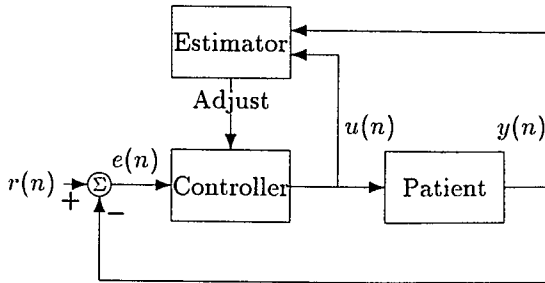 Estimator
Adjust
u(n)
y(n)
e(n)
r(n)
Σ
Controller
Patient
+
−